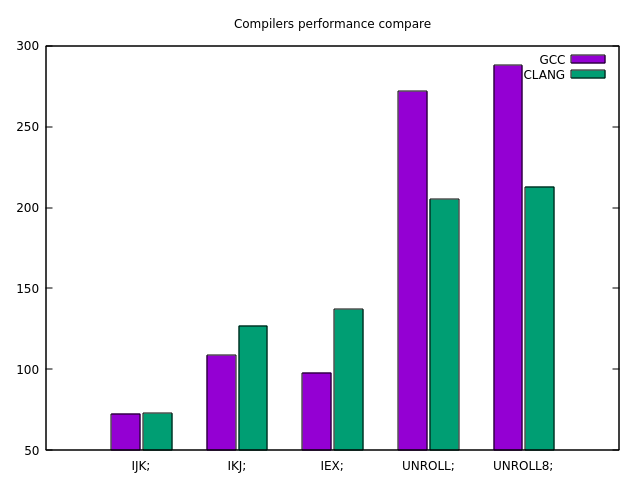 Compilers performance compare
300
250
200
150
100
50
GCC
CLANG
IJK; IKJ; IEX; UNROLL; UNROLL8;